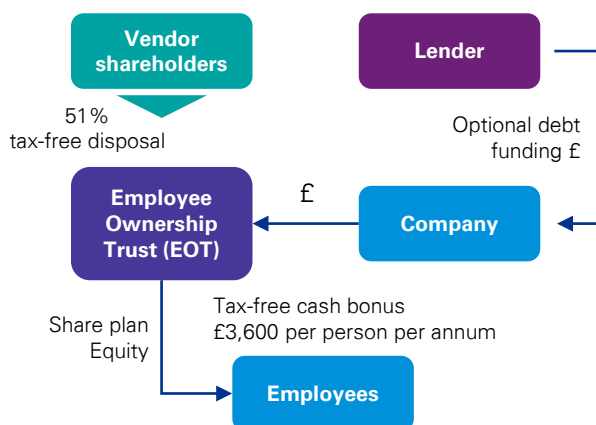 Vendor
shareholders
Lender
51%
tax-free disposal
Optional debt
funding £
Employee
Ownership
Trust (EOT)
£
Company
Share plan
Equity
Tax-free cash bonus
£3,600 per person per annum
Employees